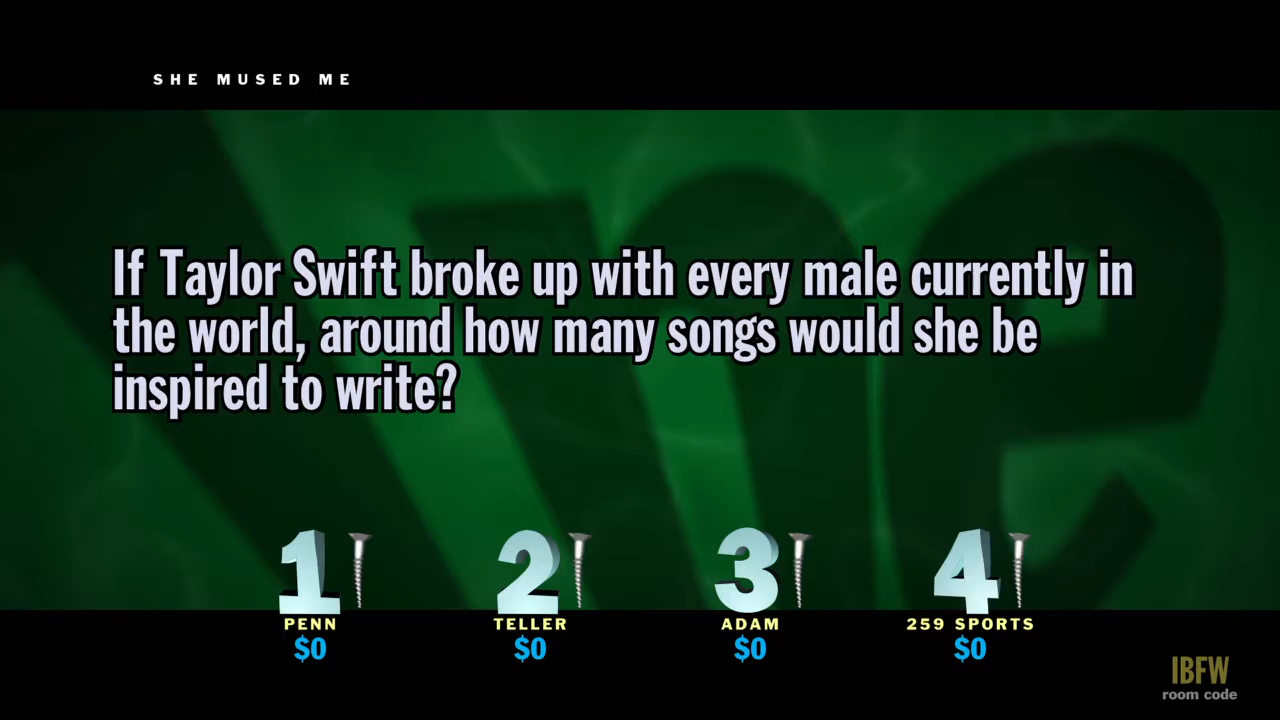 SHE MUSED ME
If Taylor Swift broke up with every male currently in
the world, around how many songs would she be
inspired to write?
1 2 3 4
PENN TELLER ADAM 259 SPORTS
$0 $0 $0 $0
IBFW
room code